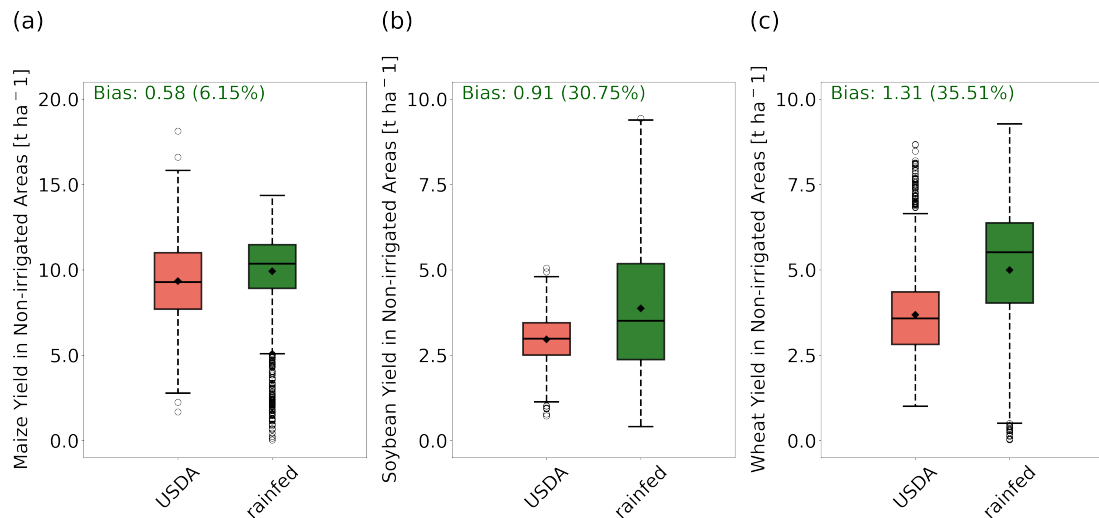 (a)
Maize Yield in Non-irrigated Areas [t ha − 1]
Bias: 0.58 (6.15%)
20.0
15.0
10.0
5.0
0.0
USDA
rainfed
(b)
Soybean Yield in Non-irrigated Areas [t ha − 1]
Bias: 0.91 (30.75%)
10.0
7.5
5.0
2.5
0.0
USDA
rainfed
(c)
Wheat Yield in Non-irrigated Areas [t ha − 1]
Bias: 1.31 (35.51%)
10.0
7.5
5.0
2.5
0.0
USDA
rainfed